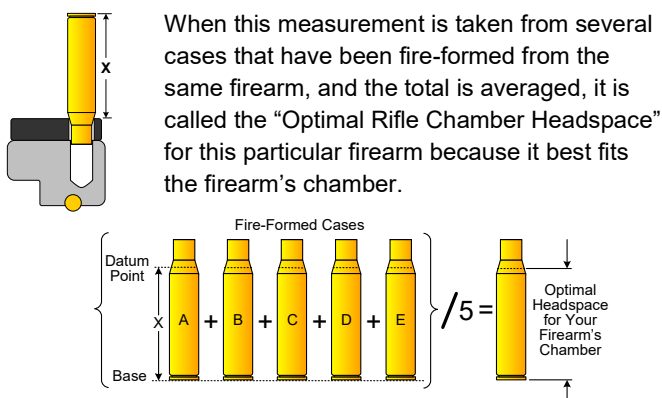 X
When this measurement is taken from several
cases that have been fire-formed from the
same firearm, and the total is averaged, it is
called the “Optimal Rifle Chamber Headspace”
for this particular firearm because it best fits
the firearm’s chamber.
Fire-Formed Cases
Datum
Point
X
Base
A + B + C + D + E
/5=
Optimal
Headspace
for Your
Firearm’s
Chamber